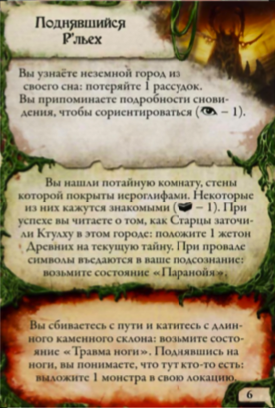 Поднявшийся
Р'льех
Вы узнаёте неземной город из
своего сна: потеряйте 1 рассудок.
Вы припоминаете подробности снови-
дения, чтобы сориентироваться ( – 1).
Вы нашли потайную комнату, стены
которой покрыты иероглифами. Некоторые
из них кажутся знакомыми ( – 1). При
успехе вы читаете о том, как Старцы заточи-
ли Ктулху в этом городе: положите 1 жетон
Древних на текущую тайну. При провале
символы въедаются в ваше подсознание:
возьмите состояние «Паранойя».
Вы сбиваетесь с пути и катитесь с длин-
ного каменного склона: возьмите состо-
яние «Травма ноги». Поднявшись на
ноги, вы понимаете, что тут кто-то есть:
выложите 1 монстра в свою локацию.
6